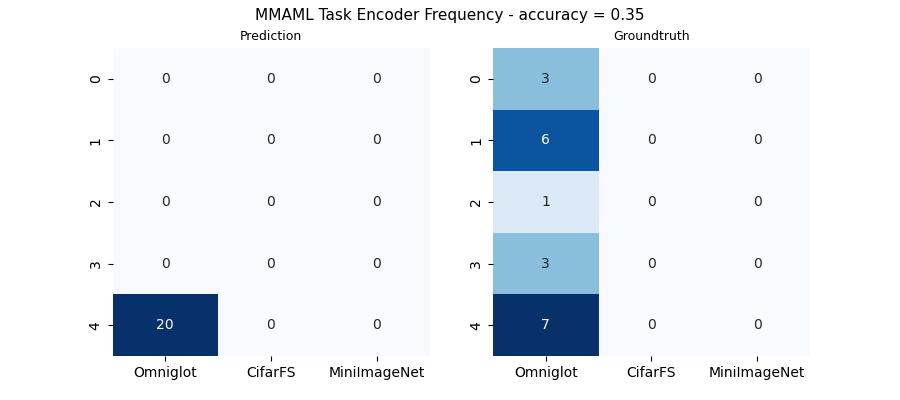 MMAML Task Encoder Frequency - accuracy = 0.35
Prediction
0 0 0 0
1 0 0 0
2 0 0 0
3 0 0 0
4 20 0 0
Omniglot CifarFS MiniImageNet
Groundtruth
0 3 0 0
1 6 0 0
2 1 0 0
3 3 0 0
4 7 0 0
Omniglot CifarFS MiniImageNet